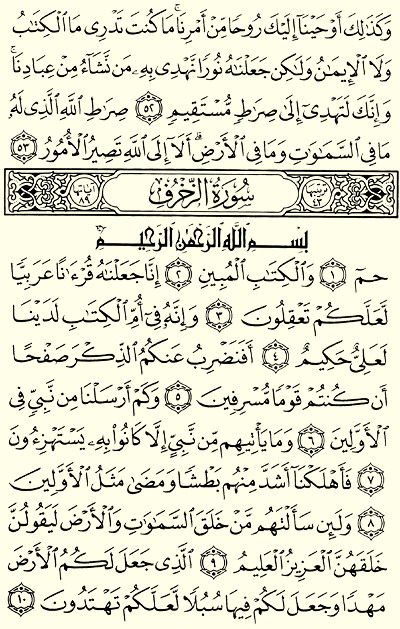 وَكَذَٰلِكَ أَوْحَيْنَآ إِلَيْكَ رُوحًا مِّنْ أَمْرِنَا ۚ مَا كُنتَ تَدْرِى مَا ٱلْكِتَٰبُ
وَلَا ٱلْإِيمَٰنُ وَلَٰكِن جَعَلْنَٰهُ نُورًا نَّهْدِى بِهِۦ مَن نَّشَآءُ مِنْ عِبَادِنَا ۚ
وَإِنَّكَ لَتَهْدِىٓ إِلَىٰ صِرَٰطٍ مُّسْتَقِيمٍ ٥٢ صِرَٰطِ ٱللَّهِ ٱلَّذِى لَهُۥ
مَا فِى ٱلسَّمَٰوَٰتِ وَمَا فِى ٱلْأَرْضِ ۗ أَلَآ إِلَى ٱللَّهِ تَصِيرُ ٱلْأُمُورُ ٥٣
ترتيبها ٤٣ سُورَةُ الزُّخْرُفِ آياتها ٨٩
بِسْمِ ٱللَّهِ ٱلرَّحْمَٰنِ ٱلرَّحِيمِ
حمٓ ١ وَٱلْكِتَٰبِ ٱلْمُبِينِ ٢ إِنَّا جَعَلْنَٰهُ قُرْءَٰنًا عَرَبِيًّا
لَّعَلَّكُمْ تَعْقِلُونَ ٣ وَإِنَّهُۥ فِىٓ أُمِّ ٱلْكِتَٰبِ لَدَيْنَا
لَعَلِىٌّ حَكِيمٌ ٤ أَفَنَضْرِبُ عَنكُمُ ٱلذِّكْرَ صَفْحًا
أَن كُنتُمْ قَوْمًا مُّسْرِفِينَ ٥ وَكَمْ أَرْسَلْنَا مِن نَّبِىٍّ فِى
ٱلْأَوَّلِينَ ٦ وَمَا يَأْتِيهِم مِّن نَّبِىٍّ إِلَّا كَانُوا۟ بِهِۦ يَسْتَهْزِءُونَ
٧ فَأَهْلَكْنَآ أَشَدَّ مِنْهُم بَطْشًا وَمَضَىٰ مَثَلُ ٱلْأَوَّلِينَ
٨ وَلَئِن سَأَلْتَهُم مَّنْ خَلَقَ ٱلسَّمَٰوَٰتِ وَٱلْأَرْضَ لَيَقُولُنَّ
خَلَقَهُنَّ ٱلْعَزِيزُ ٱلْعَلِيمُ ٩ ٱلَّذِى جَعَلَ لَكُمُ ٱلْأَرْضَ
مَهْدًا وَجَعَلَ لَكُمْ فِيهَا سُبُلًا لَّعَلَّكُمْ تَهْتَدُونَ ١٠